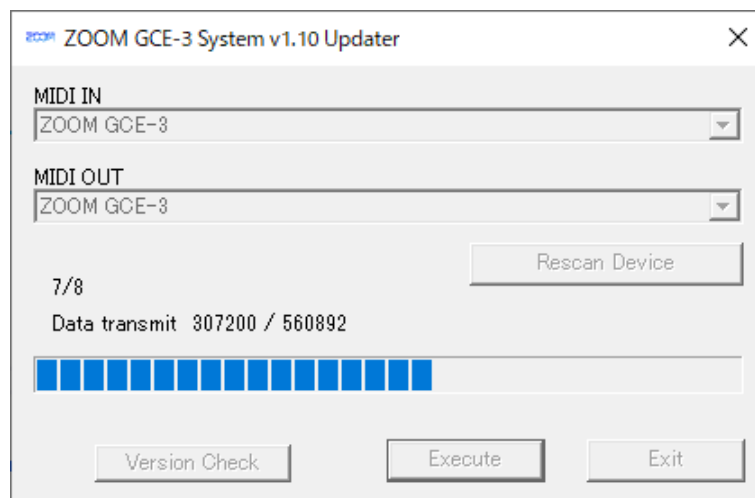 ZOOM ZOOM GCE-3 System v1.10 Updater
MIDI IN
ZOOM GCE-3
MIDI OUT
ZOOM GCE-3
Rescan Device
7/8
Data transmit 307200 / 560892
Version Check
Execute
Exit